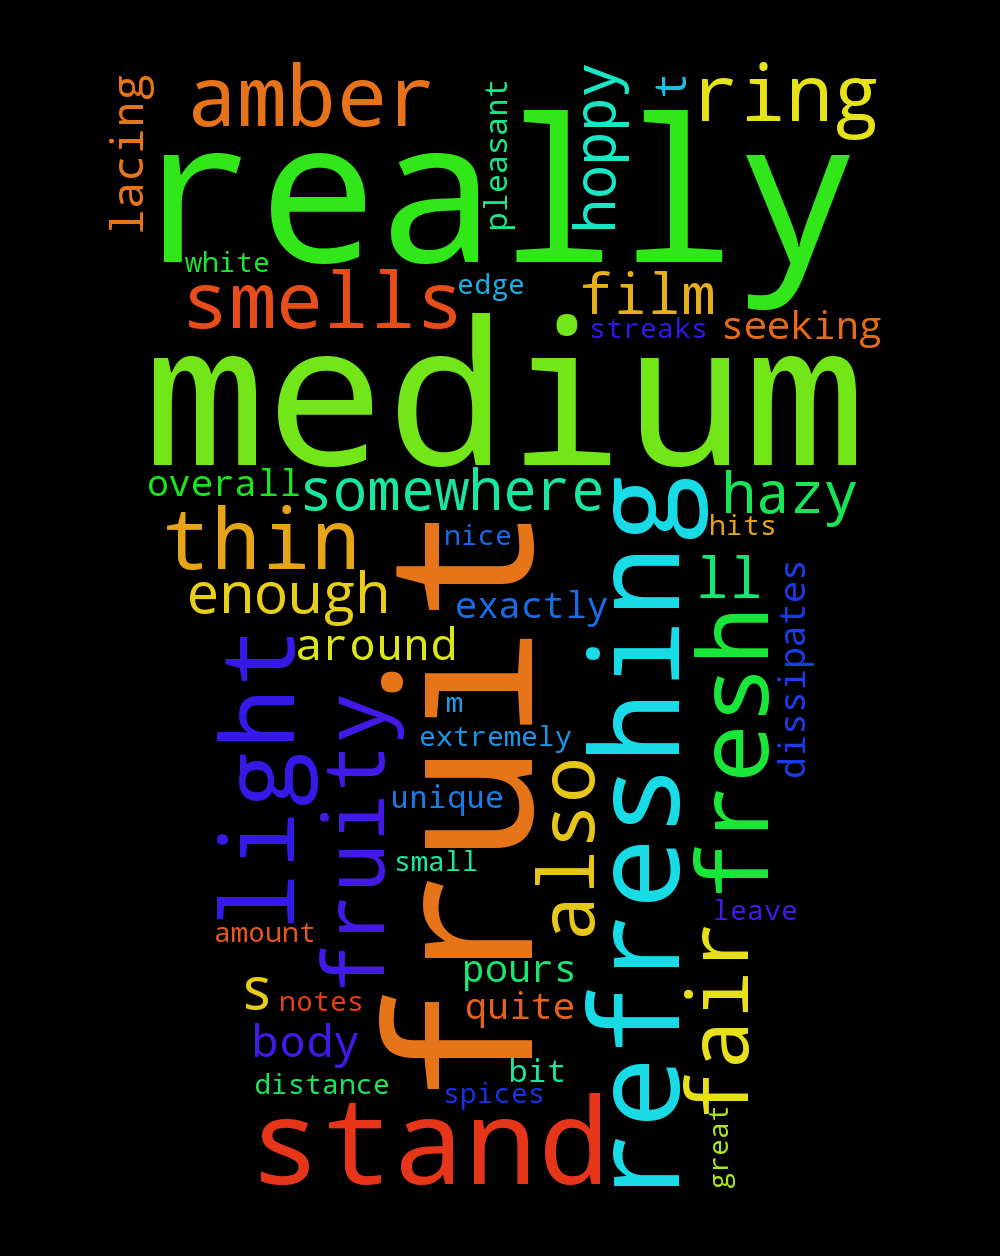 lacing
amber
pleasant
hoppy
t
ring
really
white
smells
edge
film
streaks
seeking
medium
overall
somewhere
hazy
thin
nice
hits
enough
exactly
ll
around
light
fruity
fruit
m
extremely
unique
small
also
refreshing
fresh
dissipates
leave
amount
s
notes
pours
quite
fair
body
distance
bit
spices
stand
great